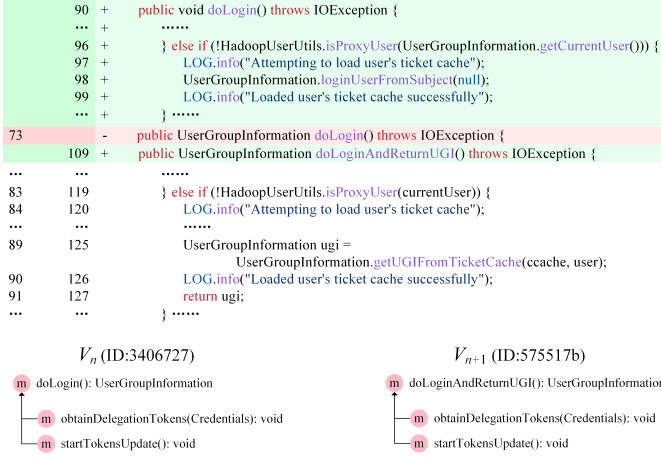 90 + public void doLogin() throws IOException {
... + ......
96 + } else if (!HadoopUserUtils.isProxyUser(UserGroupInformation.getCurrentUser())) {
97 + LOG.info("Attempting to load user's ticket cache");
98 + UserGroupInformation.loginUserFromSubject(null);
99 + LOG.info("Loaded user's ticket cache successfully");
... + } ......
73 - public UserGroupInformation doLogin() throws IOException {
109 + public UserGroupInformation doLoginAndReturnUGI() throws IOException {
... ... ......
83 119 } else if (!HadoopUserUtils.isProxyUser(currentUser)) {
84 120 LOG.info("Attempting to load user's ticket cache");
... ... ......
89 125 UserGroupInformation ugi =
UserGroupInformation.getUGIFromTicketCache(ccache, user);
90 126 LOG.info("Loaded user's ticket cache successfully");
91 127 return ugi;
... ... } ......
Vn (ID:3406727)
m doLogin(): UserGroupInformation
m obtainDelegationTokens(Credentials): void
m startTokensUpdate(): void
Vn+1 (ID:575517b)
m doLoginAndReturnUGI(): UserGroupInformation
m obtainDelegationTokens(Credentials): void
m startTokensUpdate(): void